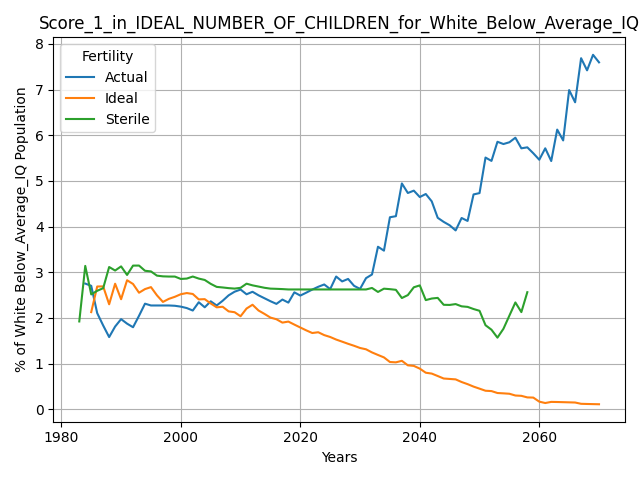 Score_1_in_IDEAL_NUMBER_OF_CHILDREN_for_White_Below_Average_IQ
Fertility
Actual
Ideal
Sterile
% of White Below_Average_IQ Population
8
7
6
5
4
3
2
1
0
1980 2000 2020 2040 2060
Years